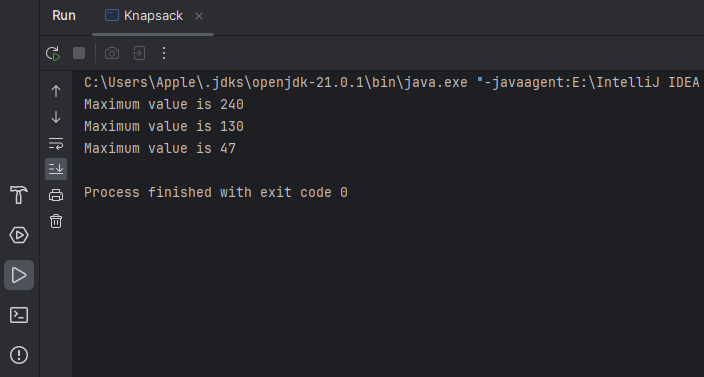 Run Knapsack
C:\Users\Apple\.jdks\openjdk-21.0.1\bin\java.exe "-javaagent:E:\IntelliJ IDEA
Maximum value is 240
Maximum value is 130
Maximum value is 47
Process finished with exit code 0